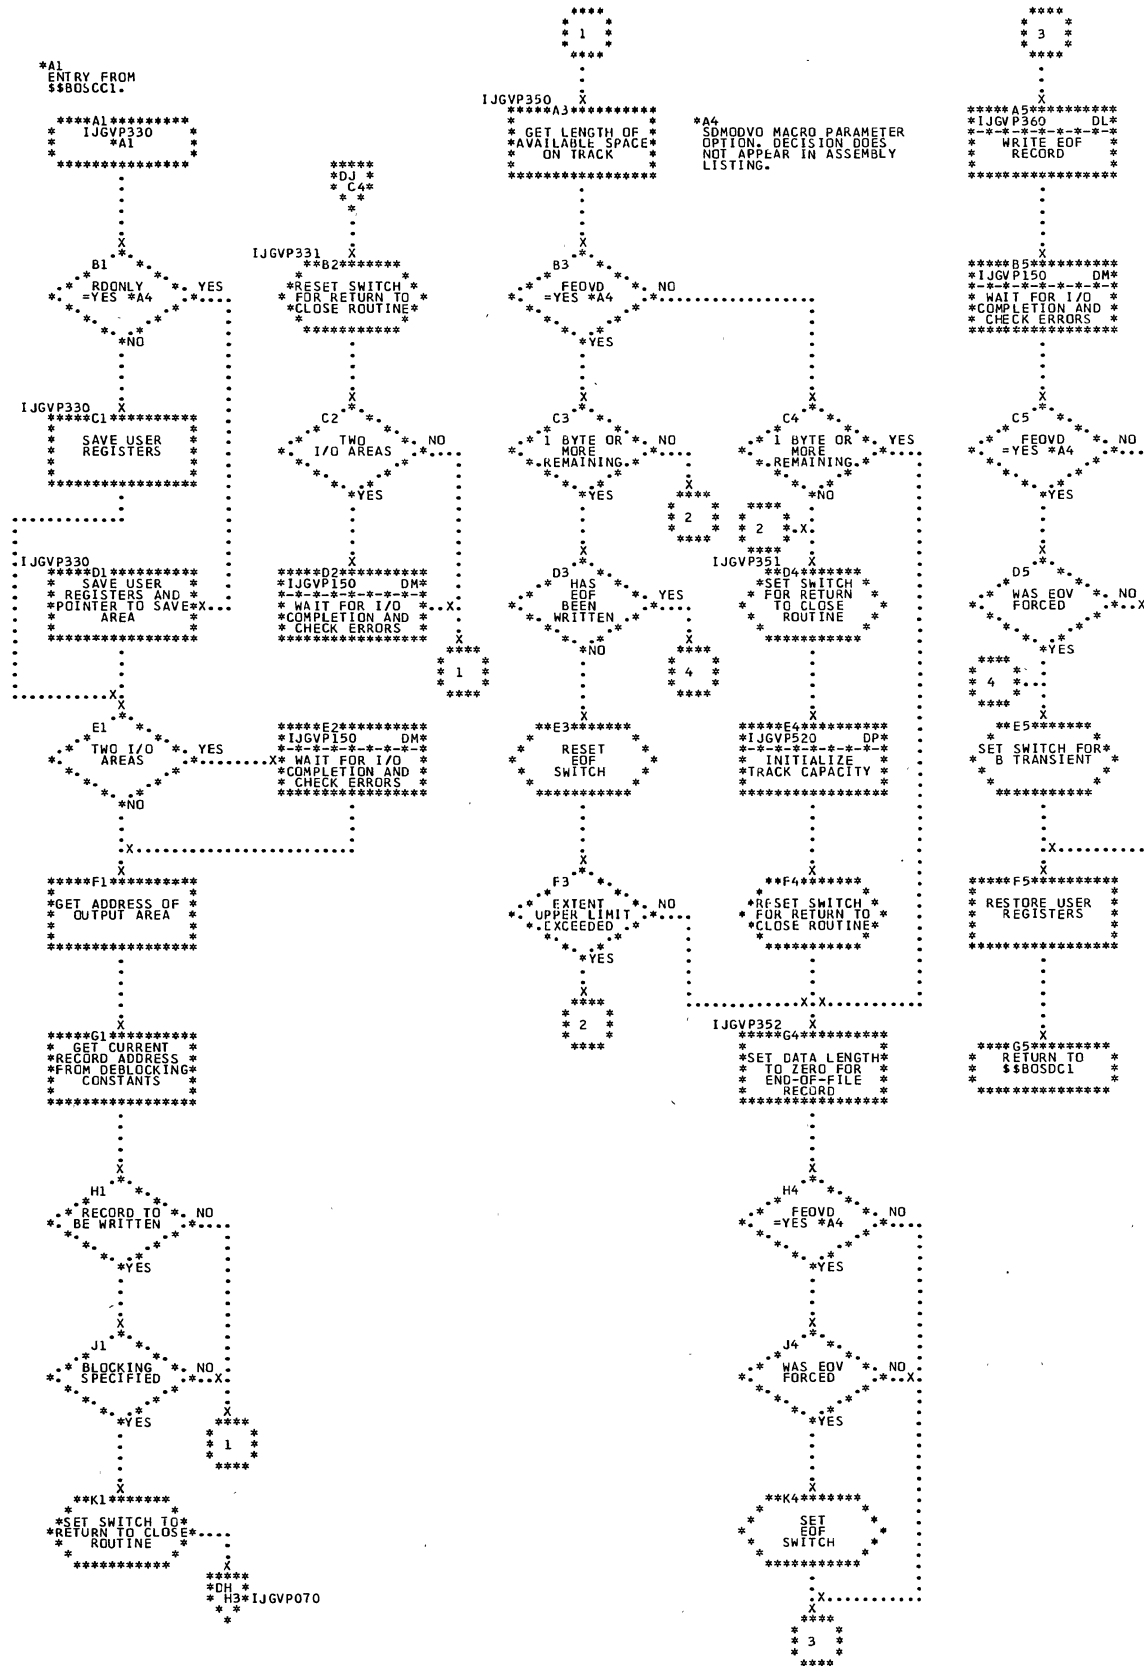 *A1
ENTRY FROM
$$BOSCC1.
A1
IJGVP330
*A1
B1
RDONLY
=YES *A4
YES
NO
IJGVP330
C1
SAVE USER
REGISTERS
IJGVP330
D1
SAVE USER
REGISTERS AND
POINTER TO SAVE
AREA
E1
TWO I/O
AREAS
YES
NO
F1
GET ADDRESS OF
OUTPUT AREA
G1
GET CURRENT
RECORD ADDRESS
FROM DEBLOCKING
CONSTANTS
H1
RECORD TO
BE WRITTEN
NO
YES
J1
BLOCKING
SPECIFIED
NO
YES
1
K1
SET SWITCH TO
RETURN TO CLOSE
ROUTINE
DH
H3
IJGVP070
DJ
C4
IJGVP331
B2
RESET SWITCH
FOR RETURN TO
CLOSE ROUTINE
C2
TWO
I/O AREAS
NO
YES
D2
IJGVP150 DM
WAIT FOR I/O
COMPLETION AND
CHECK ERRORS
1
E2
IJGVP150 DM
WAIT FOR I/O
COMPLETION AND
CHECK ERRORS
1
IJGVP350
A3
GET LENGTH OF
AVAILABLE SPACE
ON TRACK
*A4
SDMODVO MACRO PARAMETER
OPTION. DECISION DOES
NOT APPEAR IN ASSEMBLY
LISTING.
B3
FEOVD
=YES *A4
NO
YES
C3
1 BYTE OR
MORE
REMAINING
NO
YES
2
D3
HAS
EOF
BEEN
WRITTEN
YES
NO
4
E3
RESET
EOF
SWITCH
F3
EXTENT
UPPER LIMIT
EXCEEDED
NO
YES
2
C4
1 BYTE OR
MORE
REMAINING
YES
NO
2
IJGVP351
D4
SET SWITCH
FOR RETURN
TO CLOSE
ROUTINE
E4
IJGVP520 DP
INITIALIZE
TRACK CAPACITY
F4
RESET SWITCH
FOR RETURN TO
CLOSE ROUTINE
IJGVP352
G4
SET DATA LENGTH
TO ZERO FOR
END-OF-FILE
RECORD
H4
FEOVD
=YES *A4
NO
YES
J4
WAS EOV
FORCED
NO
YES
K4
SET
EOF
SWITCH
3
3
A5
IJGVP360 DL
WRITE EOF
RECORD
B5
IJGVP150 DM
WAIT FOR I/O
COMPLETION AND
CHECK ERRORS
C5
FEOVD
=YES *A4
NO
YES
D5
WAS EOV
FORCED
NO
YES
4
E5
SET SWITCH FOR
B TRANSIENT
F5
RESTORE USER
REGISTERS
G5
RETURN TO
$$BOSDC1